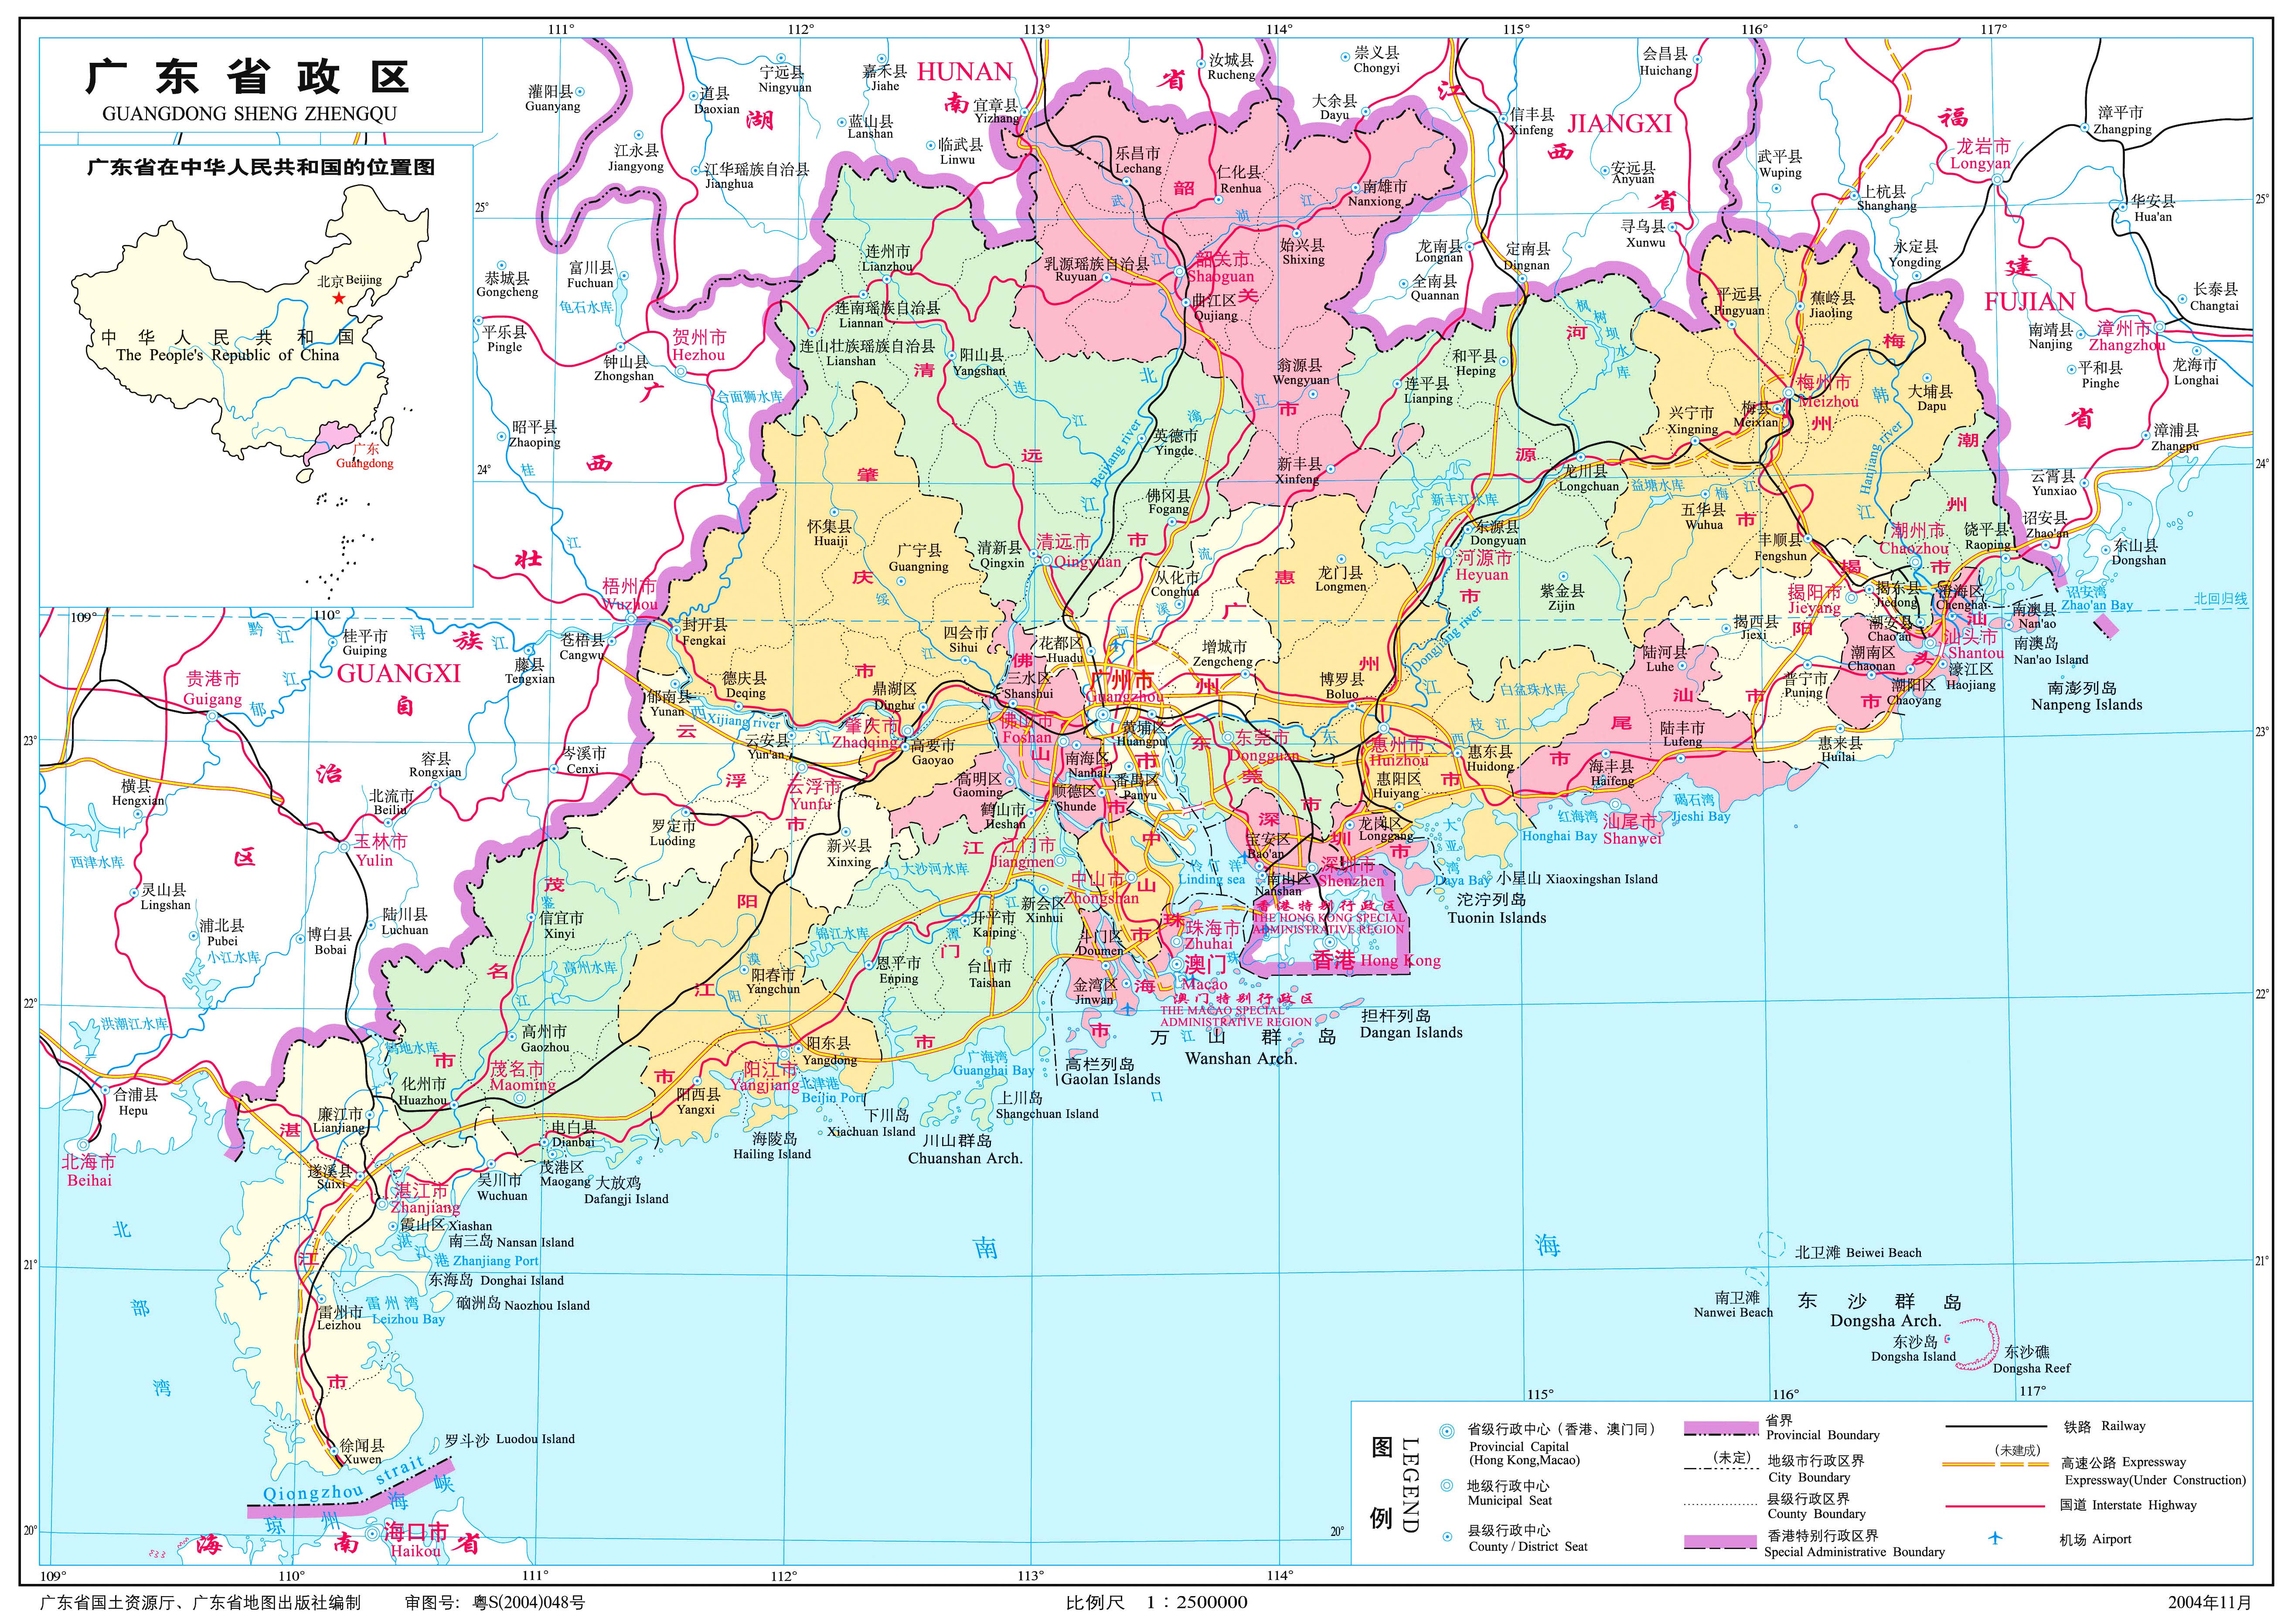 广东省政区
GUANGDONG SHENG ZHENGQU
广东省在中华人民共和国的位置图
北京 Beijing
中华人民共和国
The People's Republic of China
广东
Guangdong
111°
112°
113°
114°
115°
116°
117°
灌阳县
Guanyang
宁远县
Ningyuan
道县
Daoxian
嘉禾县
Jiahe
蓝山县
Lanshan
临武县
Linwu
江永县
Jiangyong
江华瑶族自治县
Jianghua
湖
HUNAN
南
省
宜章县
Yizhang
汝城县
Rucheng
崇义县
Chongyi
大余县
Dayu
江
信丰县
Xinfeng
JIANGXI
西
省
会昌县
Huichang
安远县
Anyuan
寻乌县
Xunwu
武平县
Wuping
上杭县
Shanghang
永定县
Yongding
福
龙岩市
Longyan
漳平市
Zhangping
华安县
Hua'an
建
FUJIAN
省
长泰县
Changtai
南靖县
Nanjing
漳州市
Zhangzhou
平和县
Pinghe
龙海市
Longhai
漳浦县
Zhangpu
云霄县
Yunxiao
诏安县
Zhao'an
东山县
Dongshan
诏安湾
Zhao'an Bay
北回归线
25°
25°
恭城县
Gongcheng
富川县
Fuchuan
龟石水库
平乐县
Pingle
贺州市
Hezhou
钟山县
Zhongshan
合面狮水库
昭平县
Zhaoping
桂
江
广
西
壮
族
自
治
区
GUANGXI
乐昌市
Lechang
仁化县
Renhua
南雄市
Nanxiong
韶
武
江
浈
江
始兴县
Shixing
乳源瑶族自治县
Ruyuan
韶关市
Shaoguan
关
曲江区
Qujiang
翁源县
Wengyuan
市
新丰县
Xinfeng
龙南县
Longnan
定南县
Dingnan
全南县
Quannan
连州市
Lianzhou
连南瑶族自治县
Liannan
连山壮族瑶族自治县
Lianshan
阳山县
Yangshan
清
远
市
连
江
北
江
滃
江
Beijiang river
英德市
Yingde
佛冈县
Fogang
清新县
Qingxin
清远市
Qingyuan
和平县
Heping
连平县
Lianping
枫树坝水库
河
源
市
龙川县
Longchuan
新丰江水库
东源县
Dongyuan
河源市
Heyuan
紫金县
Zijin
Dongjiang river
平远县
Pingyuan
蕉岭县
Jiaoling
梅
州
市
梅州市
Meizhou
梅县
Meixian
兴宁市
Xingning
大埔县
Dapu
韩
江
Hanjiang river
益塘水库
梅
江
五华县
Wuhua
丰顺县
Fengshun
潮
州
市
潮州市
Chaozhou
饶平县
Raoping
潮安县
Chao'an
揭
阳
市
揭阳市
Jieyang
揭东县
Jiedong
揭西县
Jiexi
普宁市
Puning
惠来县
Huilai
澄海区
Chenghai
汕
头
市
汕头市
Shantou
潮南区
Chaonan
潮阳区
Chaoyang
濠江区
Haojiang
南澳县
Nan'ao
南澳岛
Nan'ao Island
南澎列岛
Nanpeng Islands
24°
24°
肇
庆
市
怀集县
Huaiji
广宁县
Guangning
绥
江
四会市
Sihui
封开县
Fengkai
德庆县
Deqing
鼎湖区
Dinghu
肇庆市
Zhaoqing
高要市
Gaoyao
梧州市
Wuzhou
苍梧县
Cangwu
藤县
Tengxian
桂平市
Guiping
黔
江
浔
江
郁
江
贵港市
Guigang
109°
110°
郁南县
Yunan
西
江
Xijiang river
云
浮
市
云安县
Yun'an
云浮市
Yunfu
罗定市
Luoding
新兴县
Xinxing
岑溪市
Cenxi
容县
Rongxian
北流市
Beiliu
玉林市
Yulin
横县
Hengxian
西津水库
灵山县
Lingshan
浦北县
Pubei
小江水库
博白县
Bobai
陆川县
Luchuan
洪潮江水库
合浦县
Hepu
北海市
Beihai
广
州
市
从化市
Conghua
流
溪
河
花都区
Huadu
增城市
Zengcheng
广州市
Guangzhou
黄埔区
Huangpu
番禺区
Panyu
佛
山
市
三水区
Shanshui
佛山市
Foshan
南海区
Nanhai
顺德区
Shunde
高明区
Gaoming
惠
州
市
龙门县
Longmen
博罗县
Boluo
惠州市
Huizhou
惠东县
Huidong
惠阳区
Huiyang
白盆珠水库
西
枝
江
东
江
东
莞
市
东莞市
Dongguan
深
圳
市
宝安区
Bao'an
龙岗区
Longgang
南山区
Nanshan
深圳市
Shenzhen
大亚湾
Daya Bay
小星山 Xiaoxingshan Island
沱泞列岛
Tuonin Islands
汕
尾
市
陆河县
Luhe
陆丰市
Lufeng
海丰县
Haifeng
汕尾市
Shanwei
红海湾
Honghai Bay
碣石湾
Jieshi Bay
23°
23°
江
门
市
鹤山市
Heshan
江门市
Jiangmen
新会区
Xinhui
开平市
Kaiping
恩平市
Enping
台山市
Taishan
大沙河水库
锦江水库
潭
江
中
山
市
中山市
Zhongshan
伶仃洋
Linding sea
珠
海
市
珠海市
Zhuhai
斗门区
Doumen
金湾区
Jinwan
澳门
Macao
澳门特别行政区
THE MACAO SPECIAL
ADMINISTRATIVE REGION
香港特别行政区
THE HONG KONG SPECIAL
ADMINISTRATIVE REGION
香港 Hong Kong
珠
江
口
担杆列岛
Dangan Islands
万山群岛
Wanshan Arch.
高栏列岛
Gaolan Islands
广海湾
Guanghai Bay
上川岛
Shangchuan Island
下川岛
Xiachuan Island
川山群岛
Chuanshan Arch.
阳
江
市
阳春市
Yangchun
漠
阳
江
阳东县
Yangdong
阳江市
Yangjiang
阳西县
Yangxi
北津港
Beijin Port
海陵岛
Hailing Island
茂
名
市
信宜市
Xinyi
鉴
江
高州水库
高州市
Gaozhou
茂名市
Maoming
化州市
Huazhou
电白县
Dianbai
茂港区
Maogang
大放鸡
Dafangji Island
鹤地水库
湛
江
市
廉江市
Lianjiang
遂溪县
Suixi
吴川市
Wuchuan
湛江市
Zhanjiang
霞山区 Xiashan
南三岛 Nansan Island
湛江港 Zhanjiang Port
东海岛 Donghai Island
硇洲岛 Naozhou Island
雷州湾
Leizhou Bay
雷州市
Leizhou
徐闻县
Xuwen
罗斗沙 Luodou Island
Qiongzhou strait
琼州海峡
海口市
Haikou
海南省
北部湾
南
海
22°
22°
21°
21°
20°
20°
北卫滩 Beiwei Beach
南卫滩
Nanwei Beach
东沙群岛
Dongsha Arch.
东沙岛
Dongsha Island
东沙礁
Dongsha Reef
115°
116°
117°
图例
LEGEND
省级行政中心（香港、澳门同）
Provincial Capital
(Hong Kong,Macao)
地级行政中心
Municipal Seat
县级行政中心
County / District Seat
省界
Provincial Boundary
(未定)
地级市行政区界
City Boundary
县级行政区界
County Boundary
香港特别行政区界
Special Administrative Boundary
铁路 Railway
(未建成)
高速公路 Expressway
Expressway(Under Construction)
国道 Interstate Highway
机场 Airport
109°
110°
111°
112°
113°
114°
广东省国土资源厅、广东省地图出版社编制
审图号: 粤S(2004)048号
比例尺 1：2500000
2004年11月